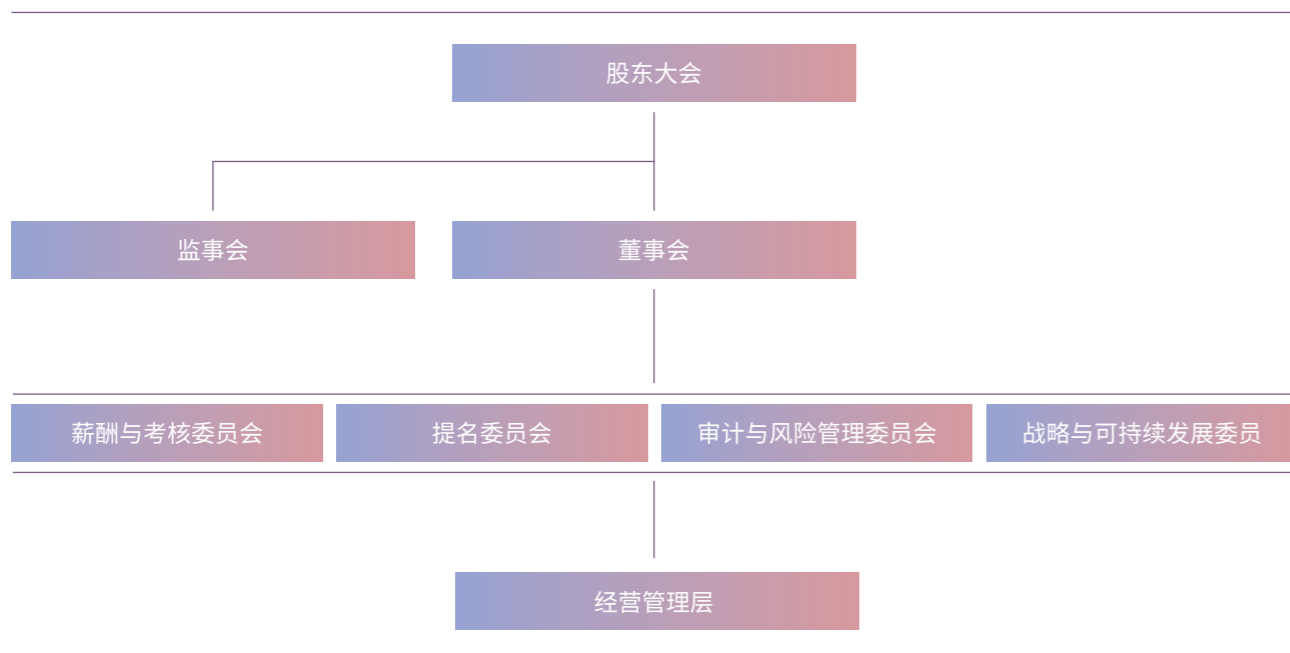 股东大会
监事会
董事会
薪酬与考核委员会
提名委员会
审计与风险管理委员会
战略与可持续发展委员
经营管理层